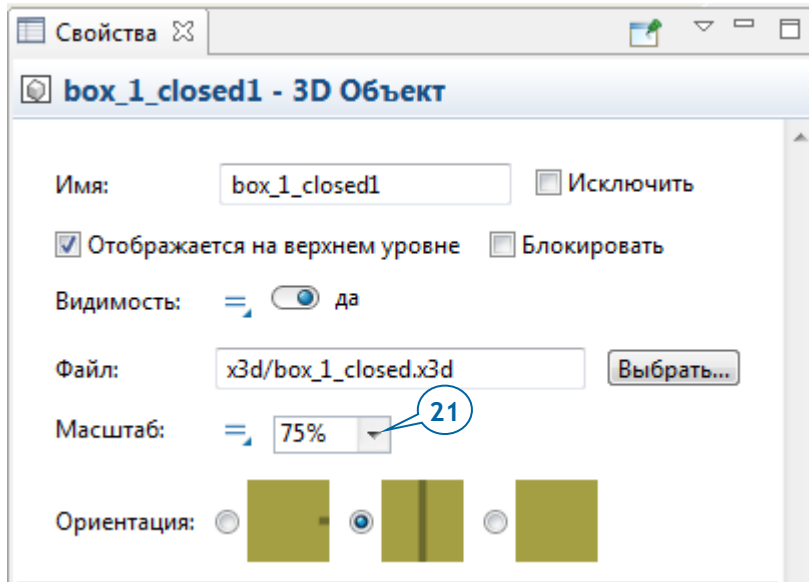 Свойства
box_1_closed1 - 3D Объект
Имя: box_1_closed1 Исключить
Отображается на верхнем уровне Блокировать
Видимость: да
Файл: x3d/box_1_closed.x3d Выбрать...
Масштаб: 75% 21
Ориентация: